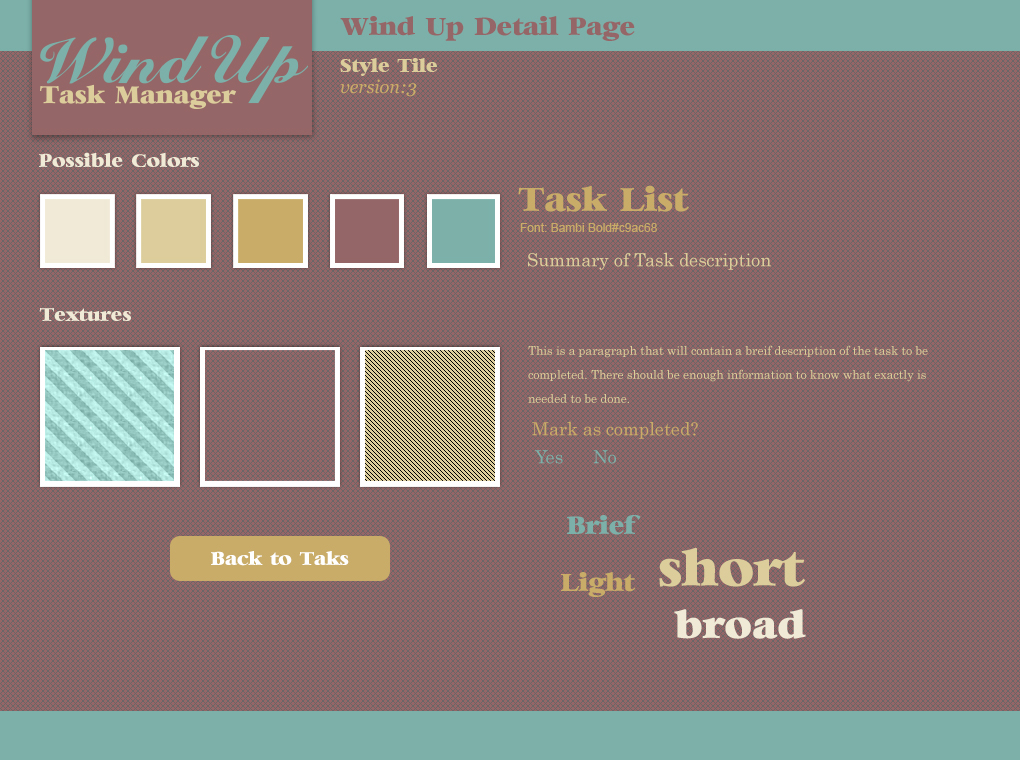 Wind Up Detail Page
Wind Up
Task Manager
Style Tile
version:3
Possible Colors
Task List
Font: Bambi Bold#c9ac68
Summary of Task description
Textures
This is a paragraph that will contain a breif description of the task to be
completed. There should be enough information to know what exactly is
needed to be done.
Mark as completed?
Yes No
Brief
Back to Taks
short
Light
broad